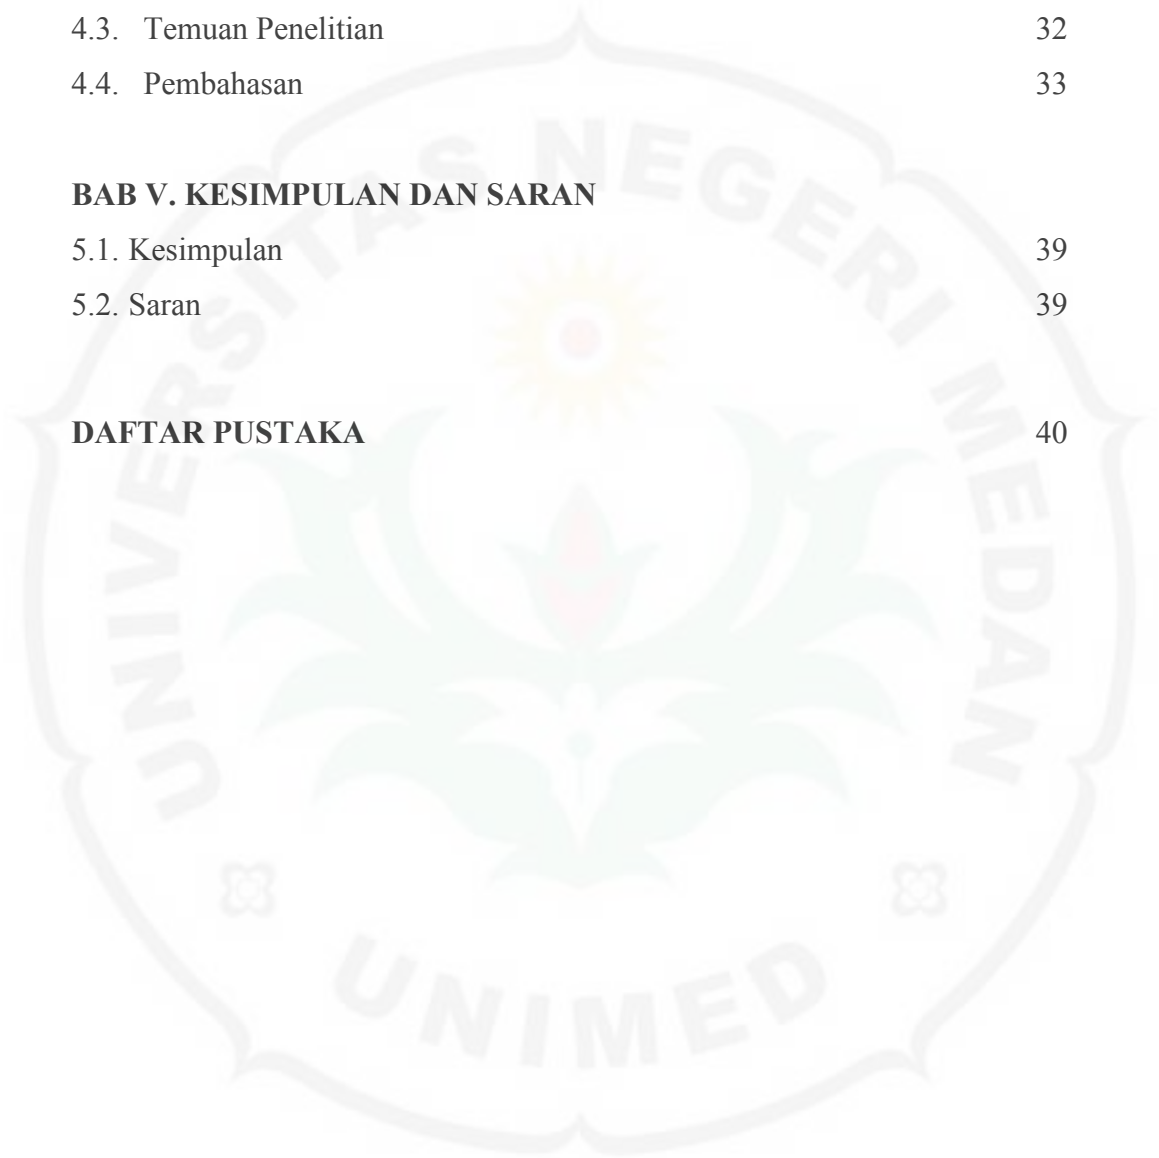 4.3. Temuan Penelitian 32
4.4. Pembahasan 33
BAB V. KESIMPULAN DAN SARAN
5.1. Kesimpulan 39
5.2. Saran 39
DAFTAR PUSTAKA 40
UNIVERSITAS NEGERI MEDAN
UNIMED